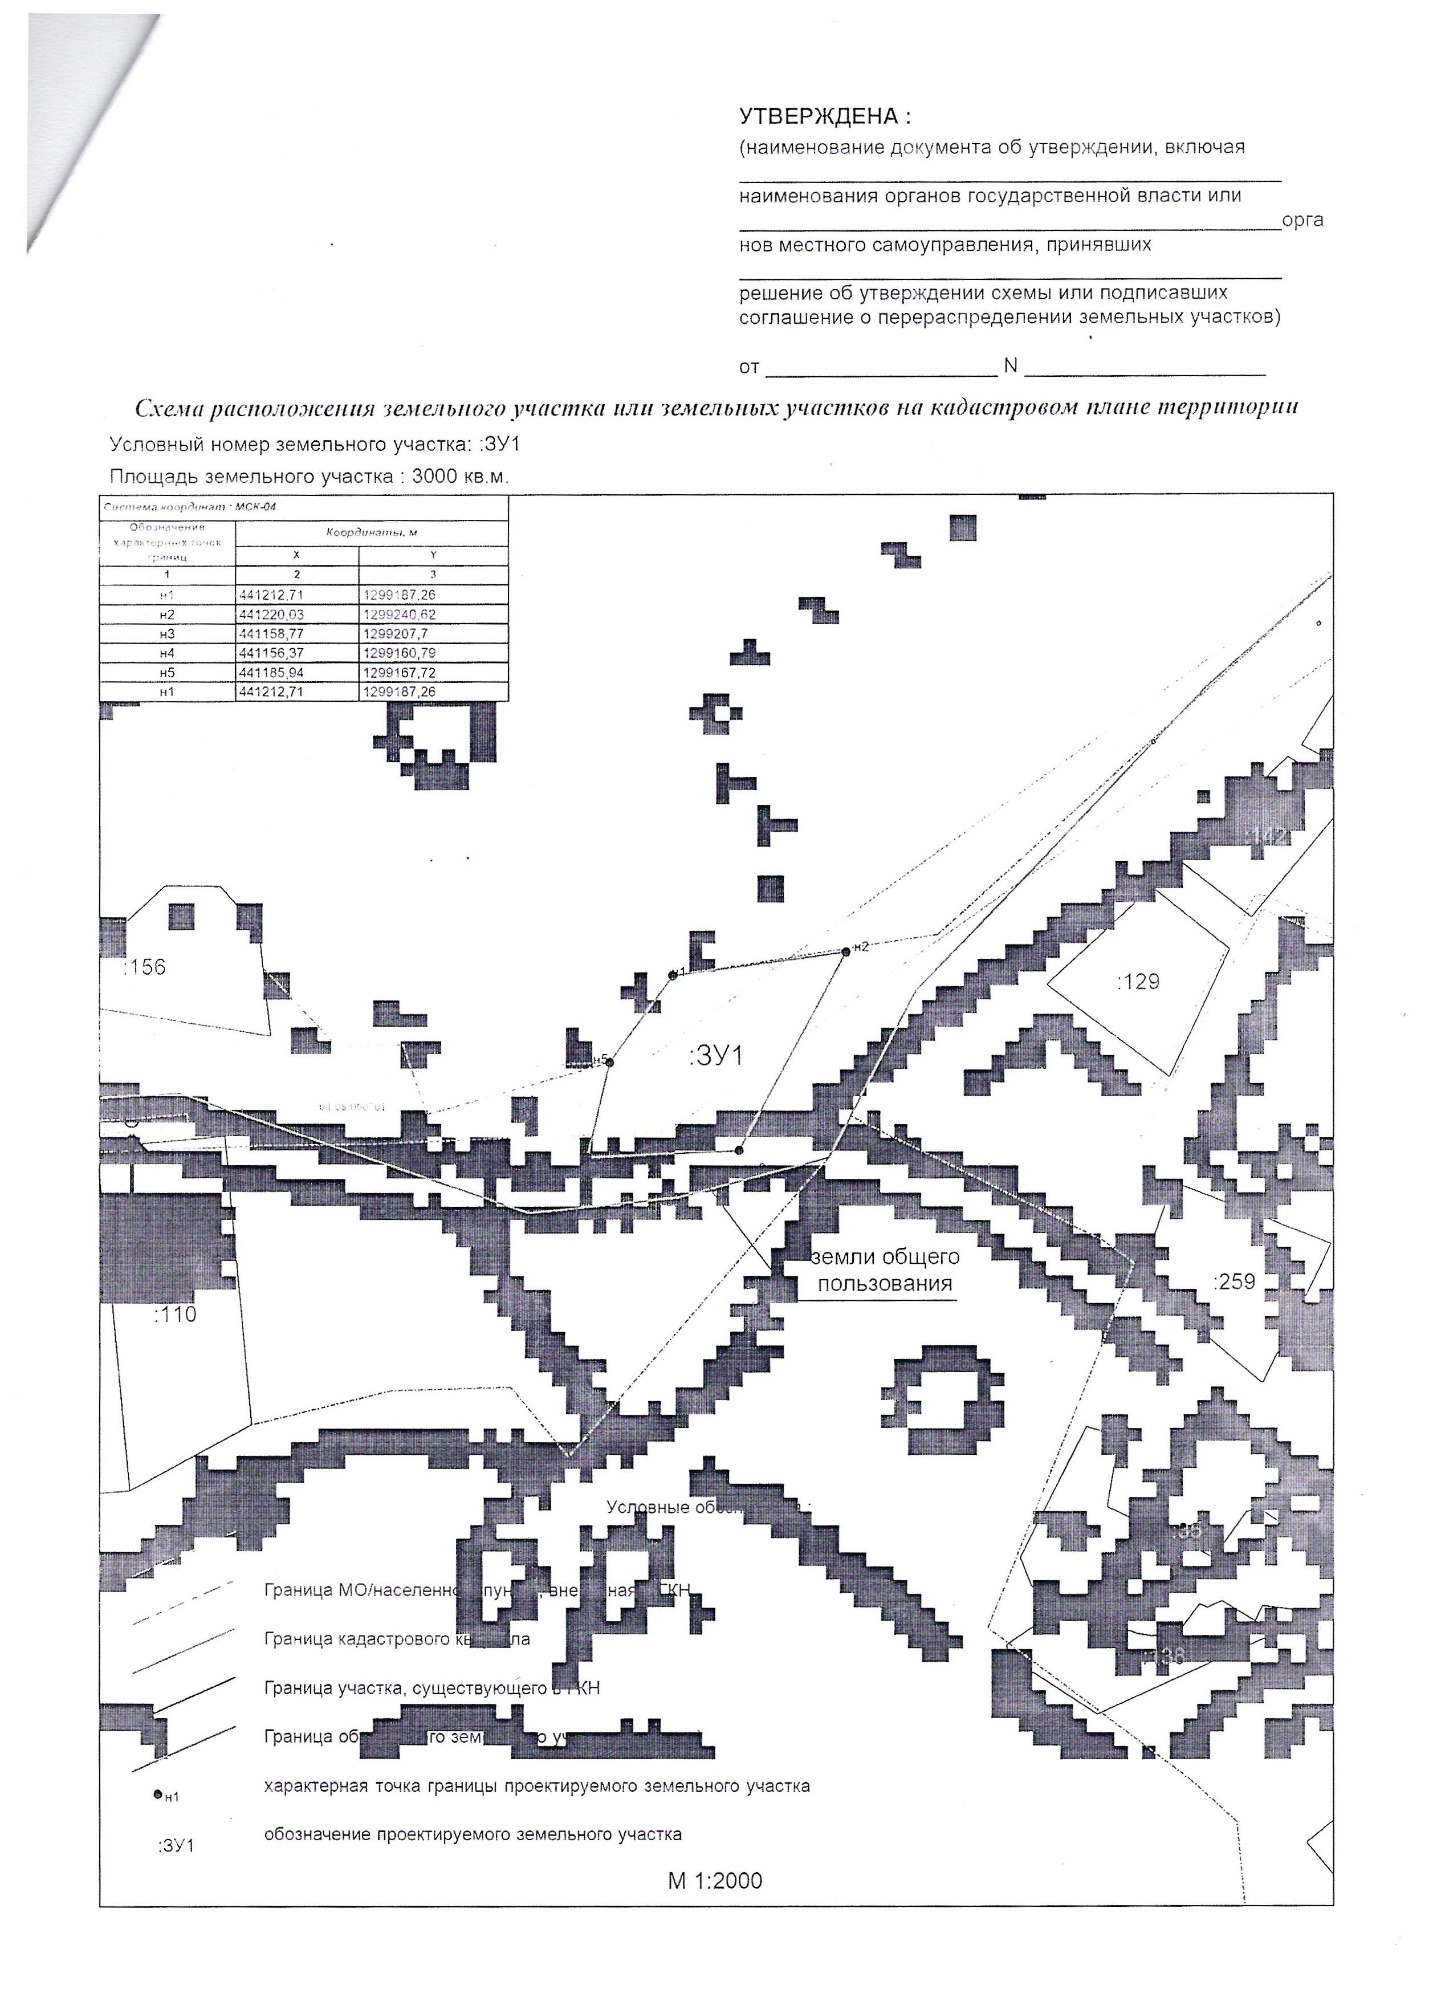 УТВЕРЖДЕНА :
(наименование документа об утверждении, включая
наименования органов государственной власти или
орга
нов местного самоуправления, принявших
решение об утверждении схемы или подписавших
соглашение о перераспределении земельных участков)
от N
Схема расположения земельного участка или земельных участков на кадастровом плане территории
Условный номер земельного участка: :ЗУ1
Площадь земельного участка : 3000 кв.м.
Система координат : МСК-04
Обозначения характерных точек границ Координаты, м
X Y
1 2 3
н1 441212,71 1299187,26
н2 441220,03 1299240,62
н3 441158,77 1299207,7
н4 441156,37 1299160,79
н5 441185,94 1299167,72
н1 441212,71 1299187,26
:142
н2
:156
н1
:129
:ЗУ1
н5
земли общего
пользования
:259
:110
Условные
Граница
Граница кадастрового
Граница участка, существующего в ГКН
Граница
н1 характерная точка границы проектируемого земельного участка
:ЗУ1 обозначение проектируемого земельного участка
М 1:2000